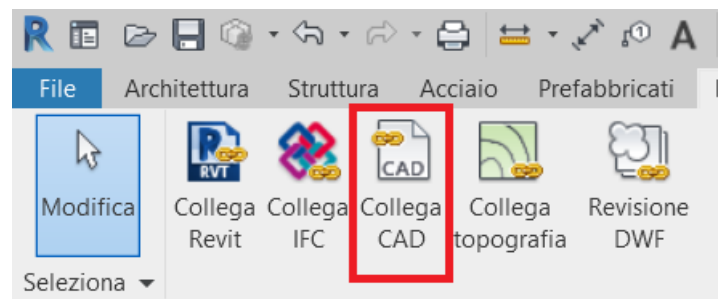 R A
File Architettura Struttura Acciaio Prefabbricati
RVT CAD
Modifica Collega Collega Collega Collega Revisione
Revit IFC CAD topografia DWF
Seleziona